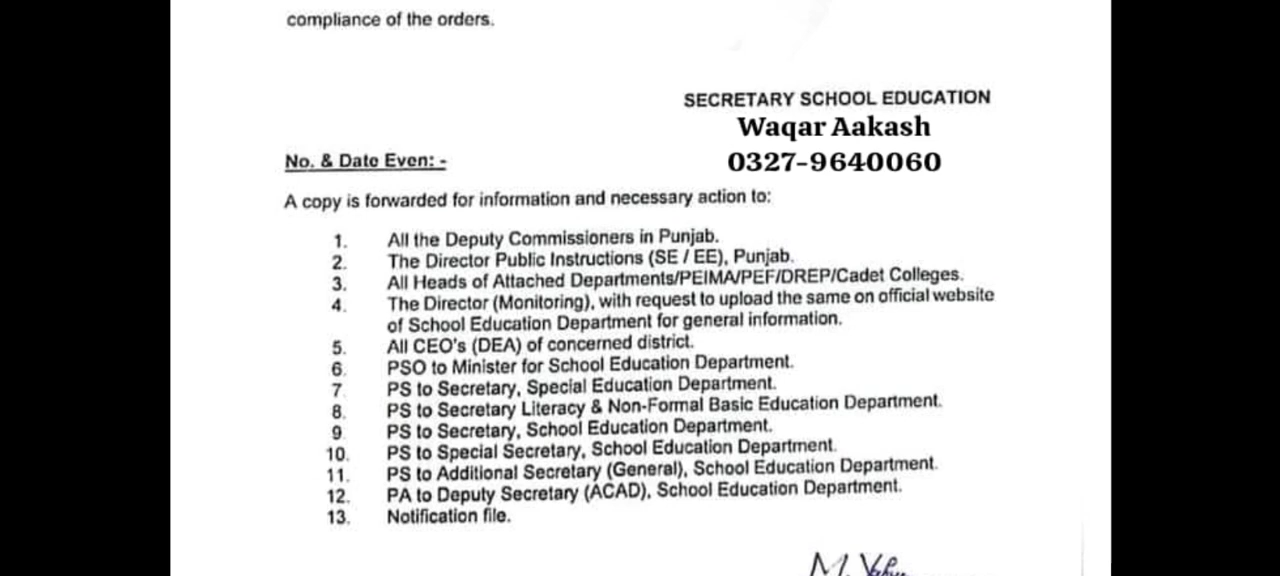 compliance of the orders.
SECRETARY SCHOOL EDUCATION
Waqar Aakash
0327-9640060
No. & Date Even: -
A copy is forwarded for information and necessary action to:
1. All the Deputy Commissioners in Punjab.
2. The Director Public Instructions (SE / EE), Punjab.
3. All Heads of Attached Departments/PEIMA/PEF/DREP/Cadet Colleges.
4. The Director (Monitoring), with request to upload the same on official website
of School Education Department for general information.
5. All CEO's (DEA) of concerned district.
6. PSO to Minister for School Education Department.
7. PS to Secretary, Special Education Department.
8. PS to Secretary Literacy & Non-Formal Basic Education Department.
9 PS to Secretary, School Education Department.
10. PS to Special Secretary, School Education Department.
11. PS to Additional Secretary (General), School Education Department.
12. PA to Deputy Secretary (ACAD), School Education Department.
13. Notification file.
M.